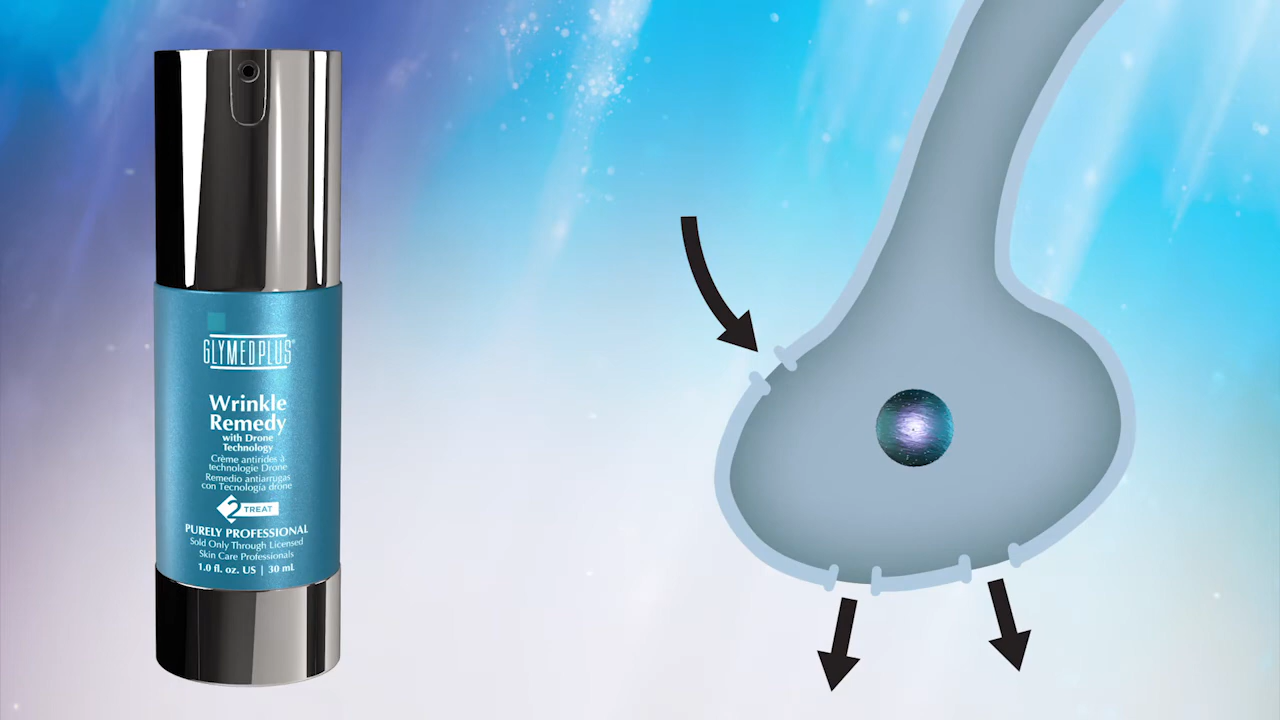 GLYMEDPLUS®
Wrinkle
Remedy
with Drone
Technology
Crème antirides à
technologie Drone
Remedio antiarrugas
con Tecnología drone
2 TREAT
PURELY PROFESSIONAL
Sold Only Through Licensed
Skin Care Professionals
1.0 fl. oz. US | 30 mL